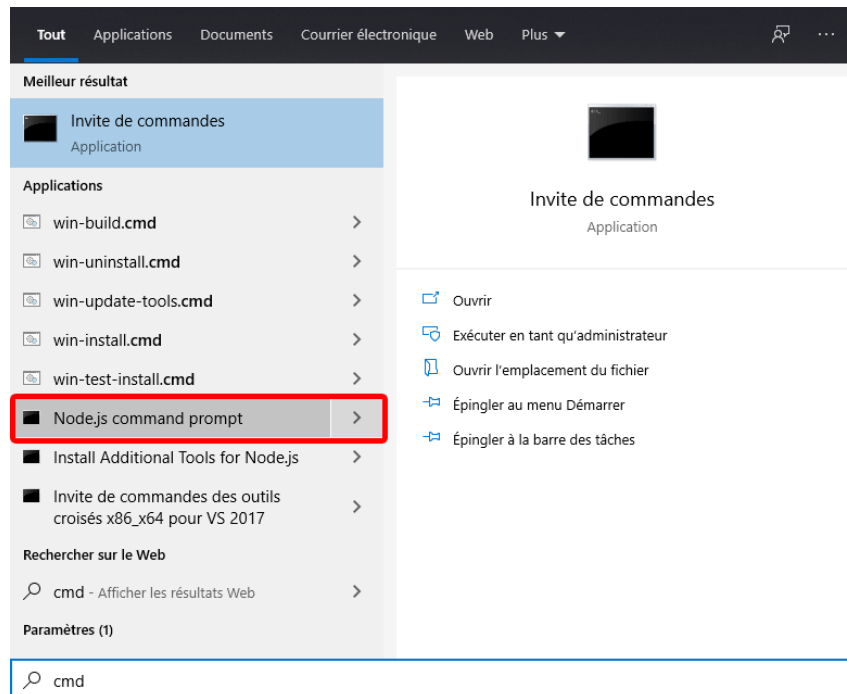 Tout Applications Documents Courrier électronique Web Plus
Meilleur résultat
Invite de commandes
Application
Applications
win-build.cmd
win-uninstall.cmd
win-update-tools.cmd
win-install.cmd
win-test-install.cmd
Node.js command prompt
Install Additional Tools for Node.js
Invite de commandes des outils
croisés x86_x64 pour VS 2017
Rechercher sur le Web
cmd - Afficher les résultats Web
Paramètres (1)
cmd
Invite de commandes
Application
Ouvrir
Exécuter en tant qu'administrateur
Ouvrir l'emplacement du fichier
Épingler au menu Démarrer
Épingler à la barre des tâches